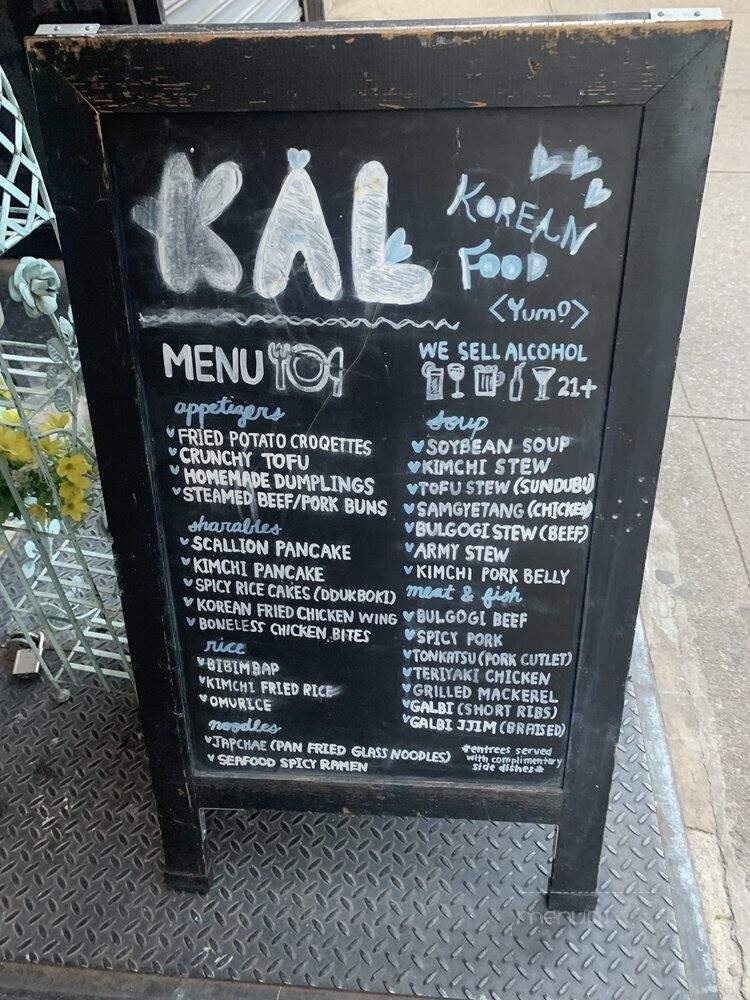 KAL
KOREAN
FOOD
<Yum!>
MENU
appetizers
FRIED POTATO CROQETTES
CRUNCHY TOFU
HOMEMADE DUMPLINGS
STEAMED BEEF/PORK BUNS
sharables
SCALLION PANCAKE
KIMCHI PANCAKE
SPICY RICE CAKES (DDUKBOKI)
KOREAN FRIED CHICKEN WING
BONELESS CHICKEN BITES
rice
BIBIMBAP
KIMCHI FRIED RICE
OMURICE
noodles
JAPCHAE (PAN FRIED GLASS NOODLES)
SEAFOOD SPICY RAMEN
WE SELL ALCOHOL
21+
soup
SOYBEAN SOUP
KIMCHI STEW
TOFU STEW (SUNDUBU)
SAMGYETANG (CHICKEN)
BULGOGI STEW (BEEF)
ARMY STEW
KIMCHI PORK BELLY
meat & fish
BULGOGI BEEF
SPICY PORK
TONKATSU (PORK CUTLET)
TERIYAKI CHICKEN
GRILLED MACKEREL
GALBI (SHORT RIBS)
GALBI JJIM (BRAISED)
*entrees served
with complimentary
side dishes*